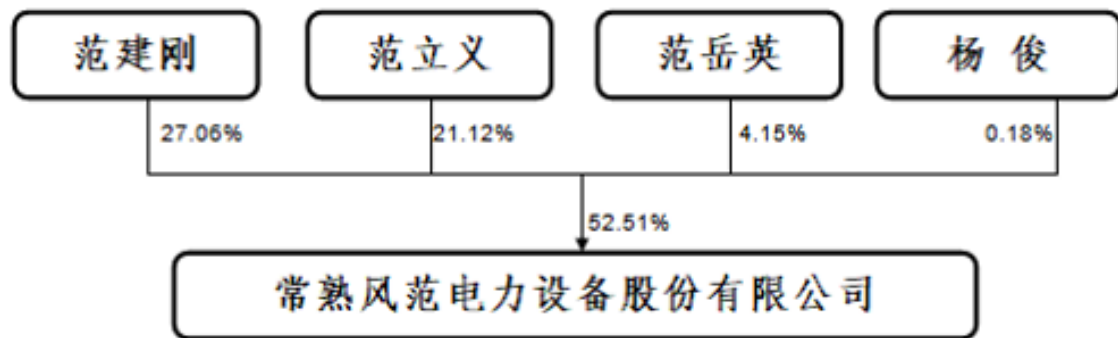 范建刚 范立义 范岳英 杨 俊
27.06% 21.12% 4.15% 0.18%
52.51%
常熟风范电力设备股份有限公司